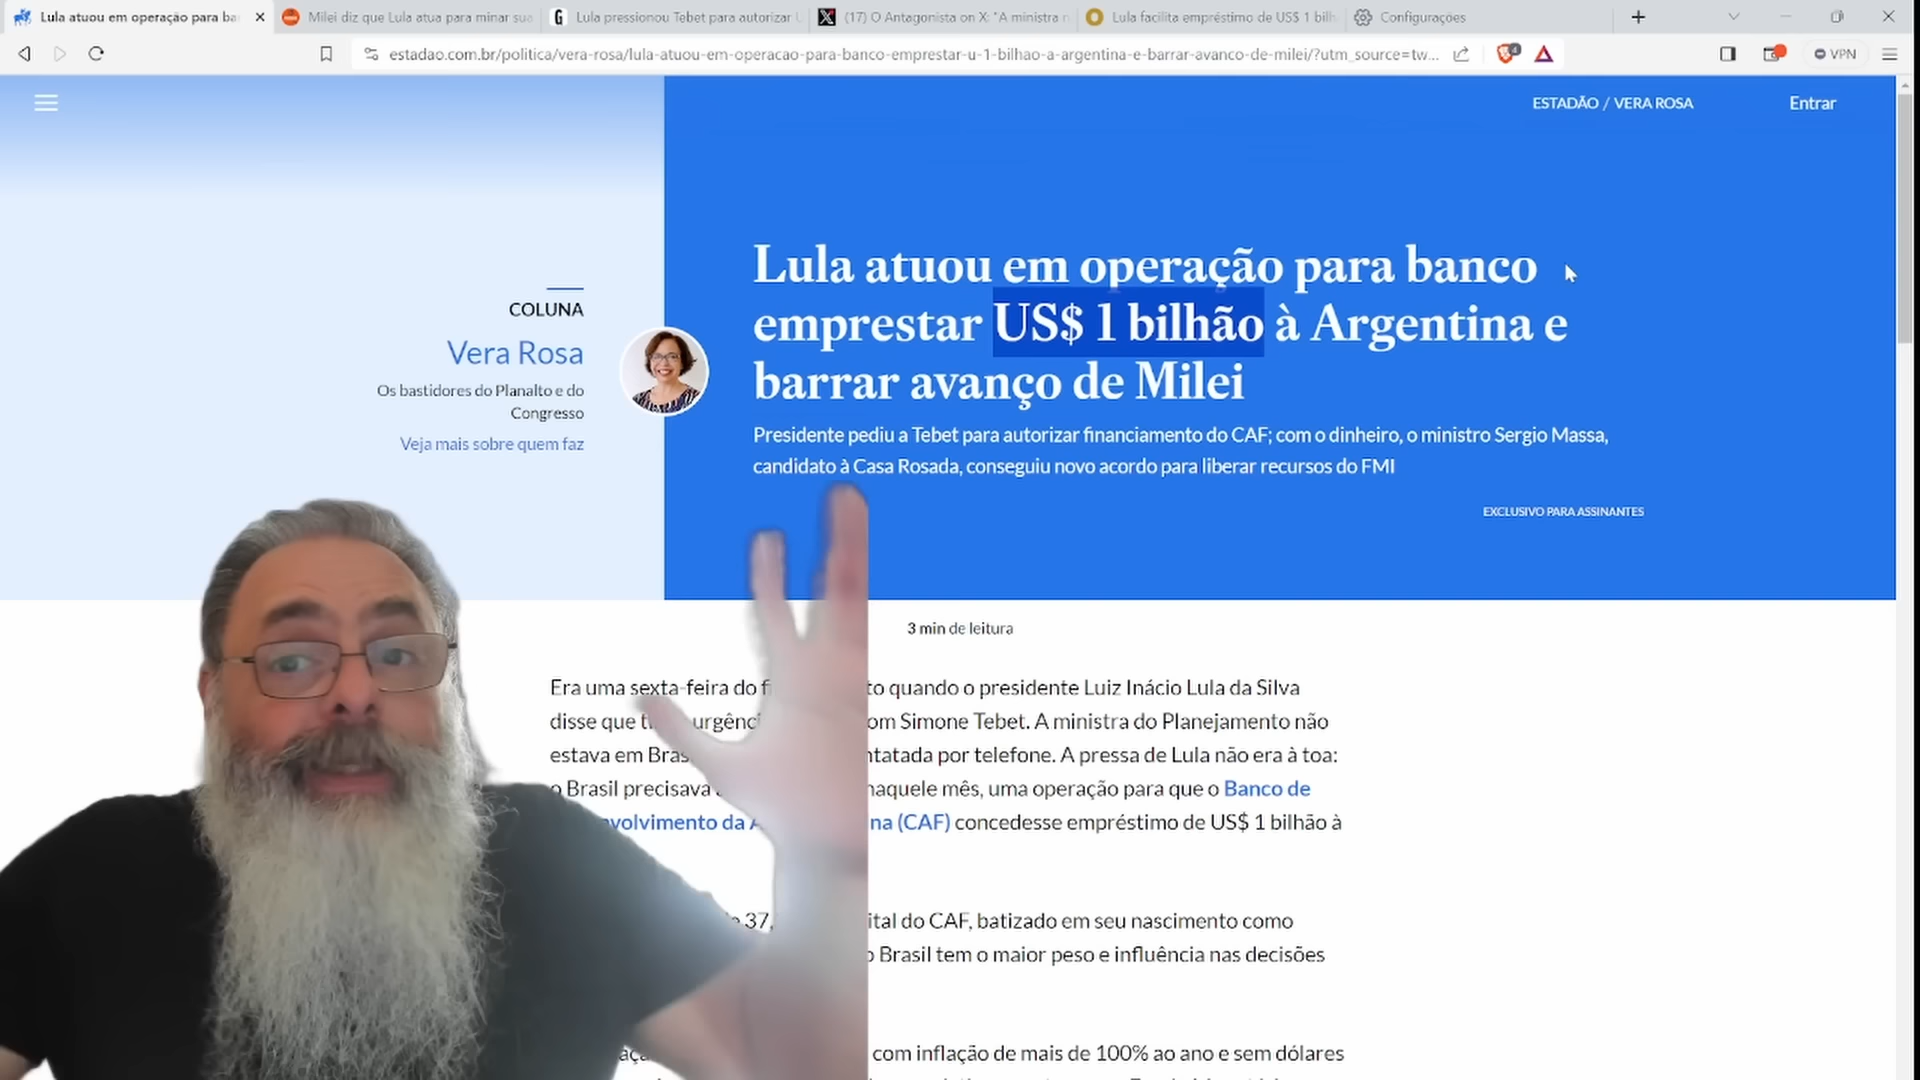 Lula atuou em operação para ba
Milei diz que Lula atua para minar sua
Lula pressionou Tebet para autorizar
(17) O Antagonista on X: "A ministra
Lula facilita empréstimo de US$ 1 bilh
Configurações
estadao.com.br/politica/vera-rosa/lula-atuou-em-operacao-para-banco-emprestar-u-1-bilhao-a-argentina-e-barrar-avanco-de-milei/?utm_source=tw...
4
VPN
ESTADÃO / VERA ROSA
Entrar
COLUNA
Vera Rosa
Os bastidores do Planalto e do
Congresso
Veja mais sobre quem faz
Lula atuou em operação para banco
emprestar US$ 1 bilhão à Argentina e
barrar avanço de Milei
Presidente pediu a Tebet para autorizar financiamento do CAF; com o dinheiro, o ministro Sergio Massa,
candidato à Casa Rosada, conseguiu novo acordo para liberar recursos do FMI
EXCLUSIVO PARA ASSINANTES
3 min de leitura
Era uma sexta-feira do quando o presidente Luiz Inácio Lula da Silva
disse que urgênci om Simone Tebet. A ministra do Planejamento não
estava em Bras ntatada por telefone. A pressa de Lula não era à toa:
o Brasil precisava naquele mês, uma operação para que o Banco de
volvimento da A na (CAF) concedesse empréstimo de US$ 1 bilhão à
37, ital do CAF, batizado em seu nascimento como
o Brasil tem o maior peso e influência nas decisões
com inflação de mais de 100% ao ano e sem dólares